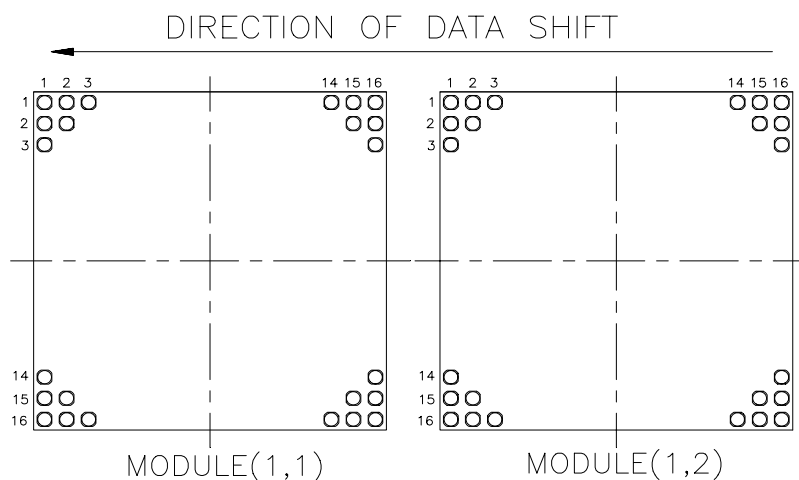 DIRECTION OF DATA SHIFT
1 2 3 14 15 16 1 2 3 14 15 16
1 1
2 2
3 3
14 14
15 15
16 16
MODULE(1,1) MODULE(1,2)